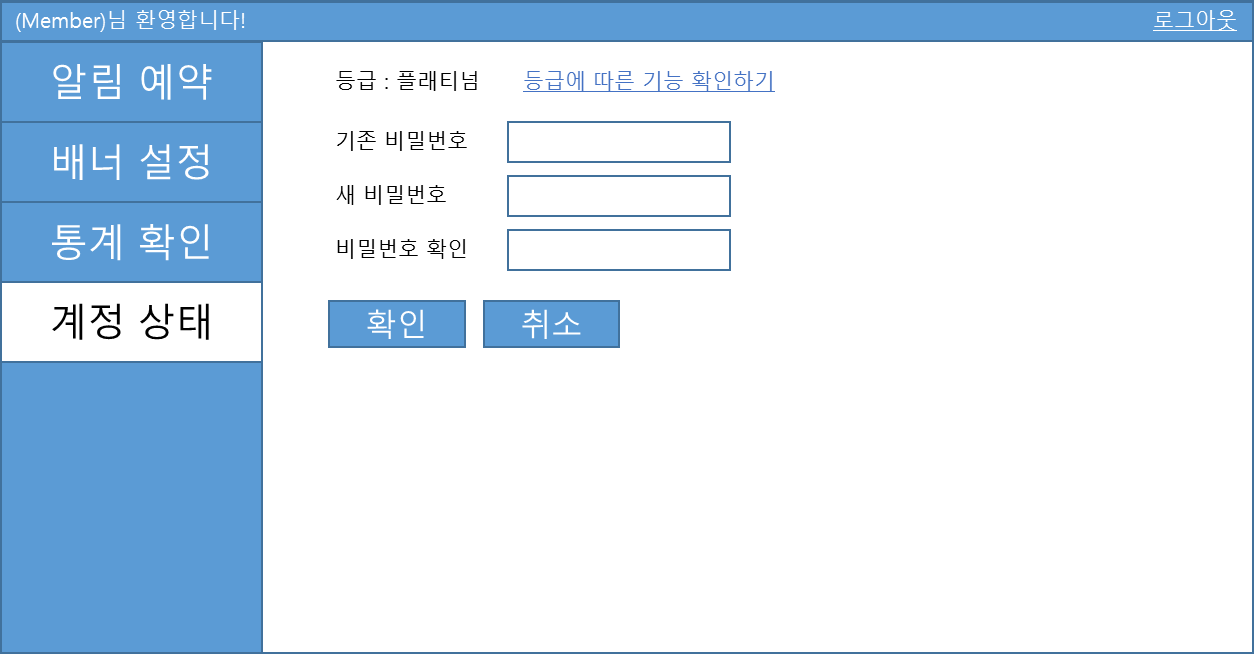 (Member)님 환영합니다!
로그아웃
알림 예약
배너 설정
통계 확인
계정 상태
등급 : 플래티넘
등급에 따른 기능 확인하기
기존 비밀번호
새 비밀번호
비밀번호 확인
확인
취소